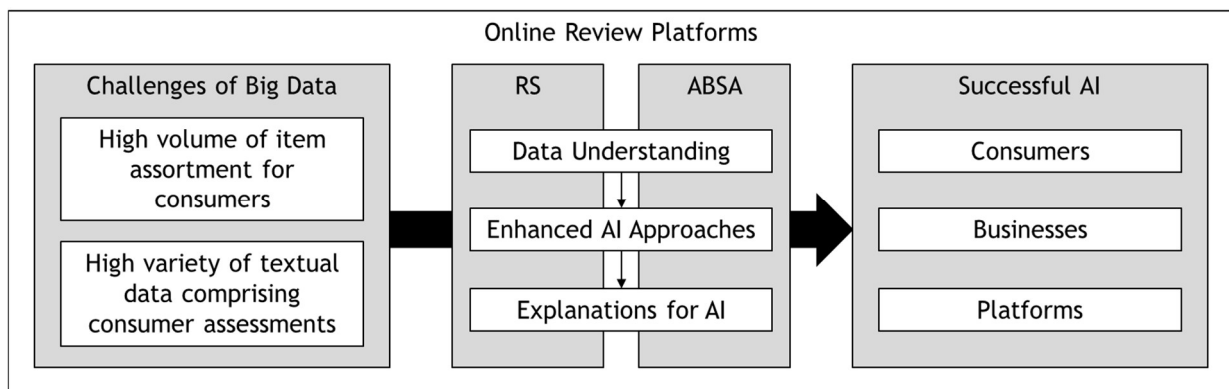 Online Review Platforms
Challenges of Big Data
High volume of item
assortment for
consumers
High variety of textual
data comprising
consumer assessments
RS
ABSA
Data Understanding
Enhanced AI Approaches
Explanations for AI
Successful AI
Consumers
Businesses
Platforms